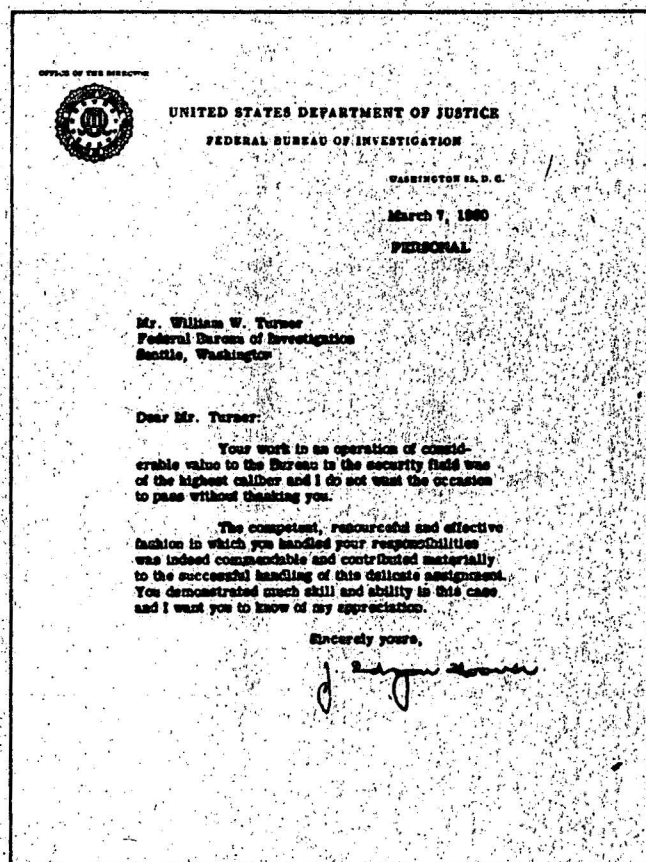 OFFICE OF THE DIRECTOR
UNITED STATES DEPARTMENT OF JUSTICE
FEDERAL BUREAU OF INVESTIGATION
WASHINGTON 25, D. C.
March 7, 1960
PERSONAL
Mr. William W. Turner
Federal Bureau of Investigation
Seattle, Washington
Dear Mr. Turner:
Your work in an operation of consid-
erable value to the Bureau in the security field was
of the highest caliber and I do not want the occasion
to pass without thanking you.
The competent, resourceful and effective
fashion in which you handled your responsibilities
was indeed commendable and contributed materially
to the successful handling of this delicate assignment.
You demonstrated much skill and ability in this case
and I want you to know of my appreciation.
Sincerely yours,
J. Edgar Hoover